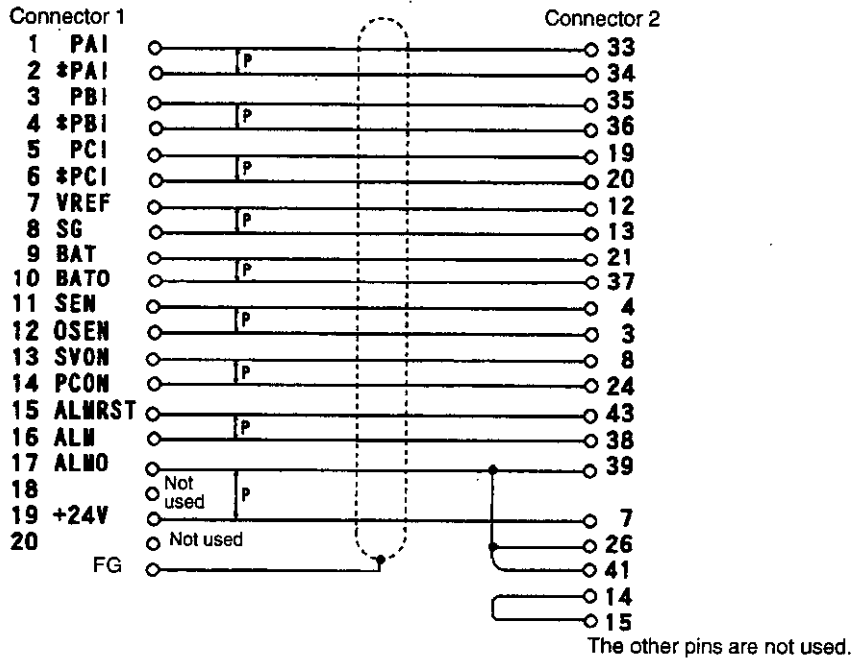 Connector 1 Connector 2
1 PAI 33
P
2 *PAI 34
3 PBI 35
P
4 *PBI 36
5 PCI 19
P
6 *PCI 20
7 VREF 12
P
8 SG 13
9 BAT 21
P
10 BATO 37
11 SEN 4
P
12 OSEN 3
13 SVON 8
P
14 PCON 24
15 ALMRST 43
P
16 ALM 38
17 ALMO 39
18 Not used P
19 +24V 7
20 Not used 26
FG 41
14
15
The other pins are not used.